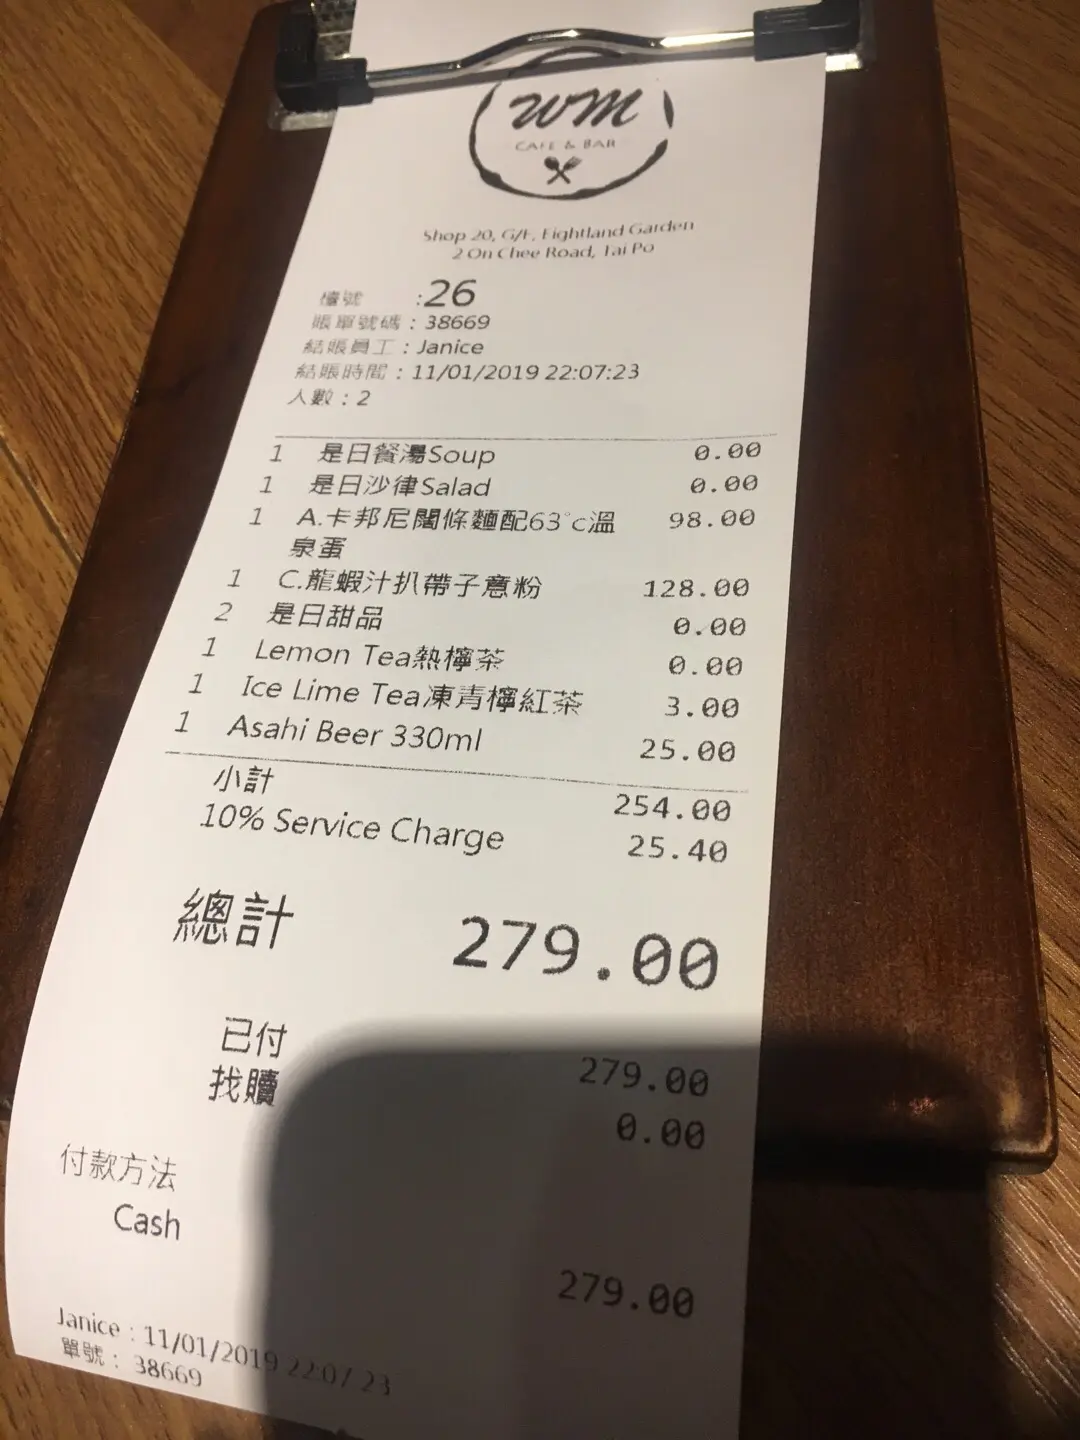 WM
CAFE & BAR
Shop 20, G/F, Eightland Garden
2 On Chee Road, Tai Po
檯號 :26
賬單號碼:38669
結賬員工:Janice
結賬時間:11/01/2019 22:07:23
人數:2
1 是日餐湯Soup 0.00
1 是日沙律Salad 0.00
1 A.卡邦尼闊條麵配63°c溫 98.00
泉蛋
1 C.龍蝦汁扒帶子意粉 128.00
2 是日甜品 0.00
1 Lemon Tea熱檸茶 0.00
1 Ice Lime Tea凍青檸紅茶 3.00
1 Asahi Beer 330ml 25.00
小計 254.00
10% Service Charge 25.40
總計 279.00
已付 279.00
找贖 0.00
付款方法
Cash
279.00
Janice : 11/01/2019 22:07 23
單號: 38669